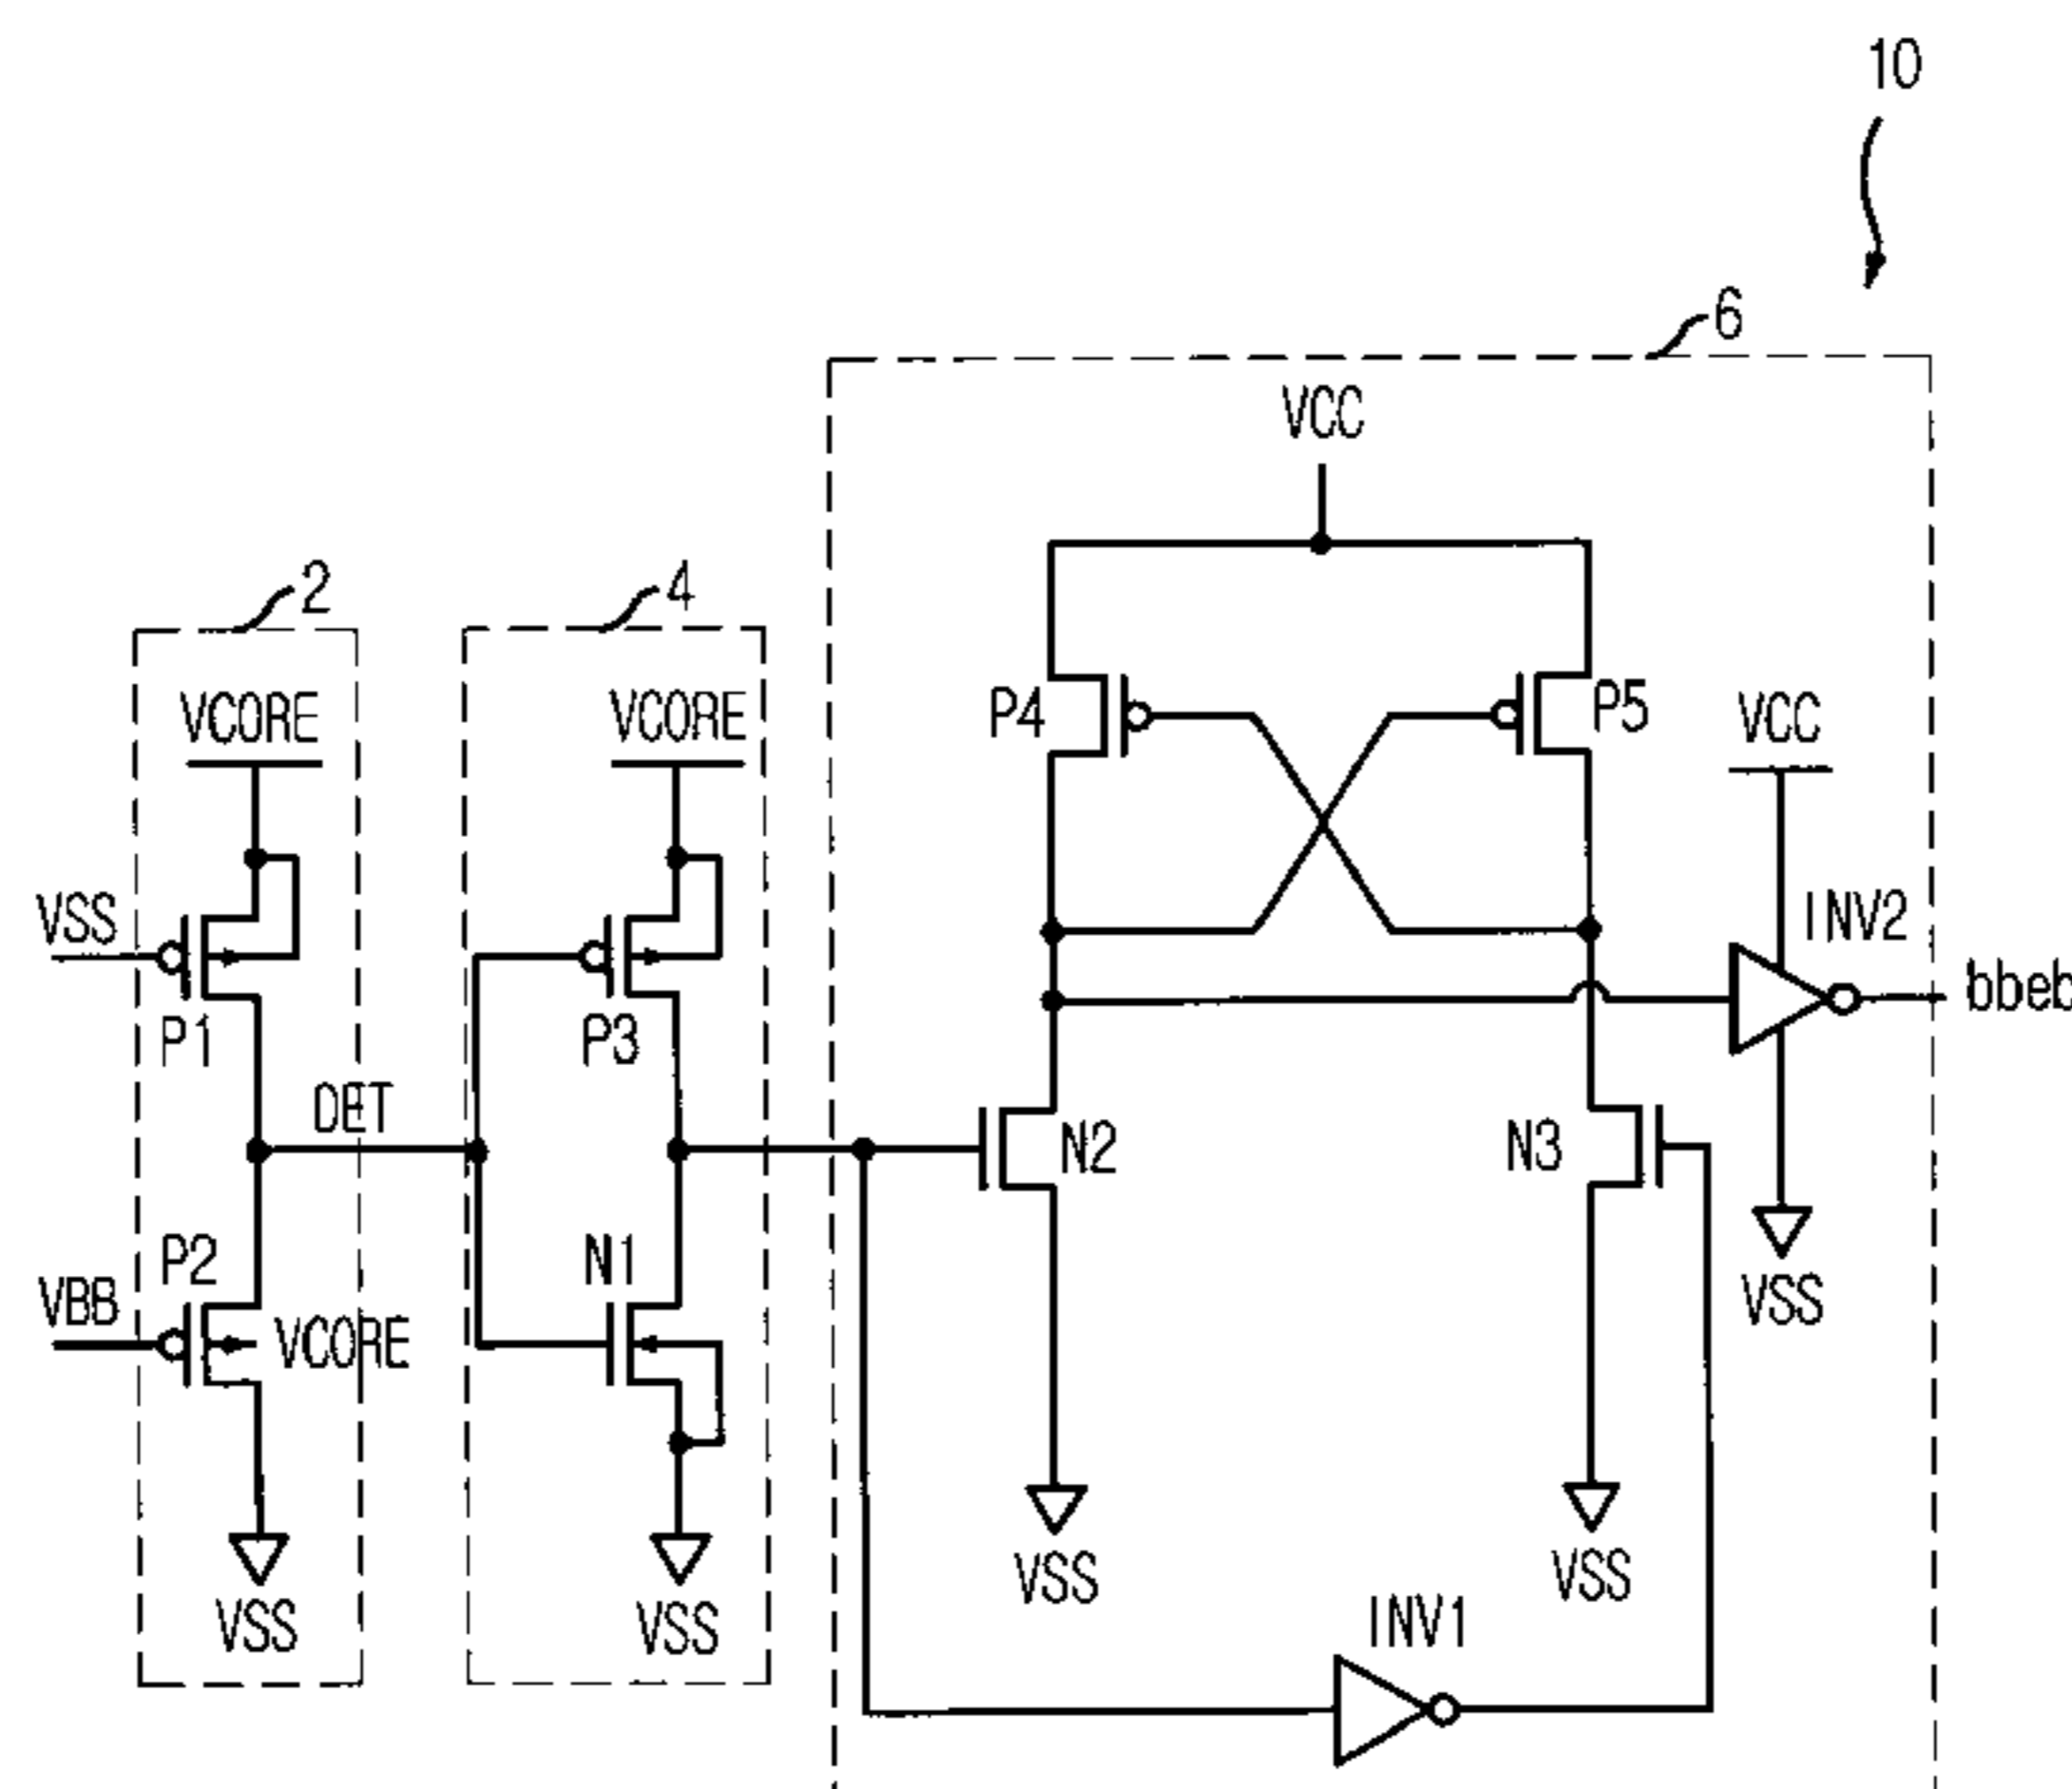 10
6
VCC
2
4
VCORE
VCORE
P4
P5
VCC
VSS
INV2
bbeb
P1
P3
DET
N2
N3
P2
N1
VBB
VCORE
VSS
VSS
VSS
VSS
VSS
INV1